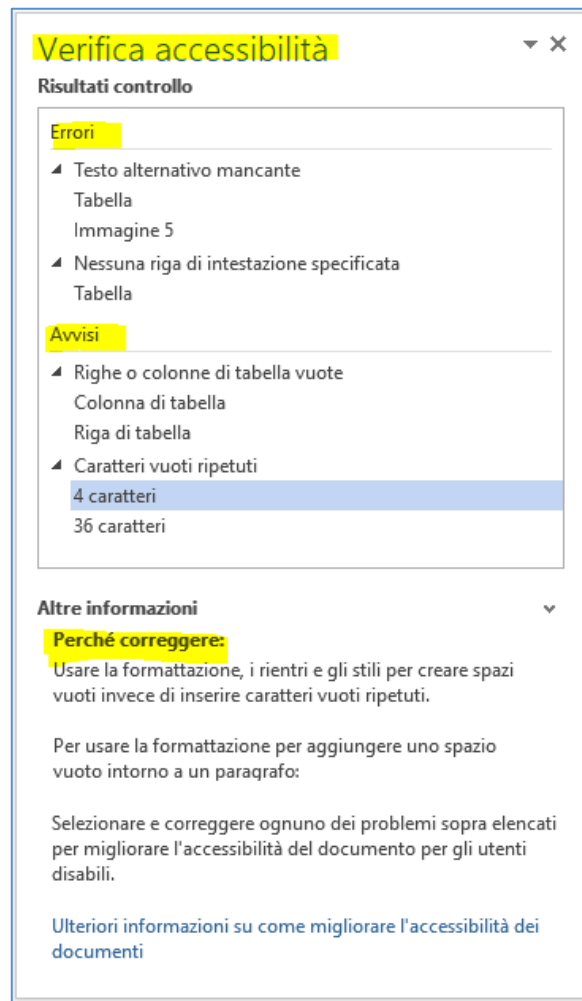 Verifica accessibilità
Risultati controllo
Errori
Testo alternativo mancante
Tabella
Immagine 5
Nessuna riga di intestazione specificata
Tabella
Avvisi
Righe o colonne di tabella vuote
Colonna di tabella
Riga di tabella
Caratteri vuoti ripetuti
4 caratteri
36 caratteri
Altre informazioni
Perché correggere:
Usare la formattazione, i rientri e gli stili per creare spazi
vuoti invece di inserire caratteri vuoti ripetuti.
Per usare la formattazione per aggiungere uno spazio
vuoto intorno a un paragrafo:
Selezionare e correggere ognuno dei problemi sopra elencati
per migliorare l'accessibilità del documento per gli utenti
disabili.
Ulteriori informazioni su come migliorare l'accessibilità dei
documenti